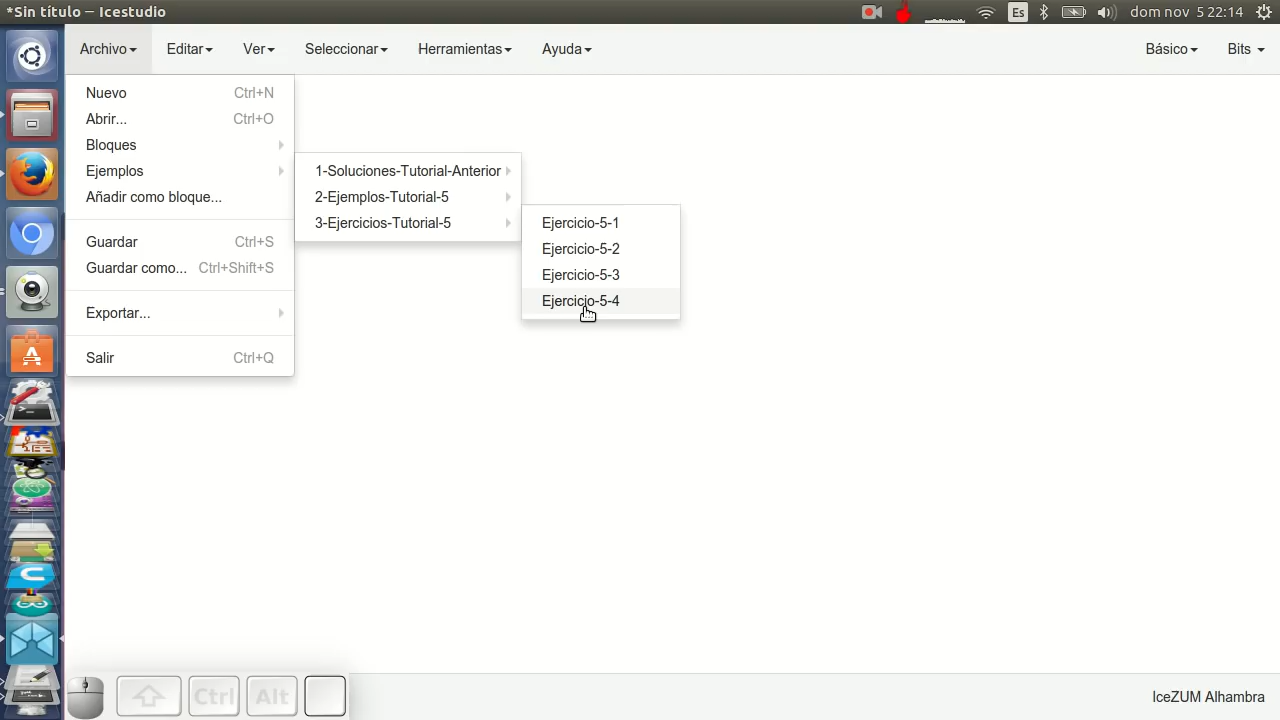 *Sin título – Icestudio
Es
dom nov 5 22:14
Archivo Editar Ver Seleccionar Herramientas Ayuda Básico Bits
Nuevo Ctrl+N
Abrir... Ctrl+O
Bloques
Ejemplos
Añadir como bloque...
Guardar Ctrl+S
Guardar como... Ctrl+Shift+S
Exportar...
Salir Ctrl+Q
1-Soluciones-Tutorial-Anterior
2-Ejemplos-Tutorial-5
3-Ejercicios-Tutorial-5
Ejercicio-5-1
Ejercicio-5-2
Ejercicio-5-3
Ejercicio-5-4
Ctrl Alt
IceZUM Alhambra